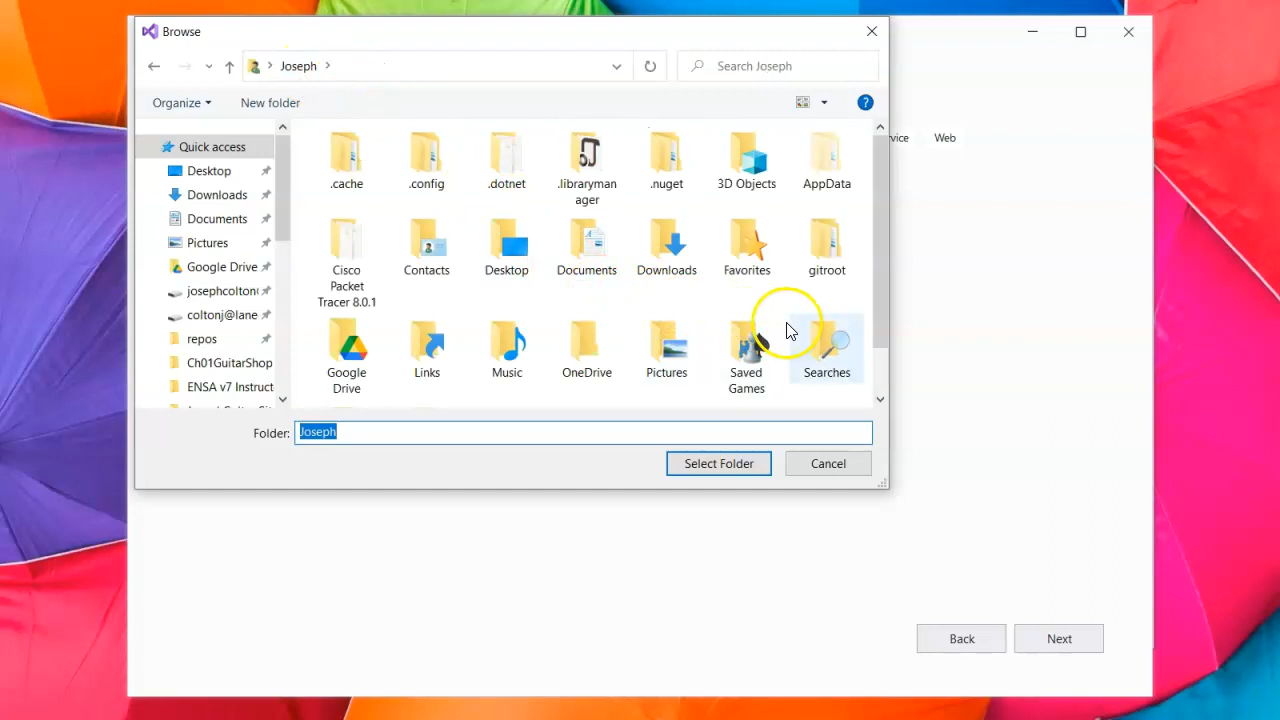 Browse
Joseph
Search Joseph
Organize
New folder
?
vice
Web
Quick access
Desktop
Downloads
Documents
Pictures
Google Drive
josephcolton
coltonj@lane
repos
Ch01GuitarShop
ENSA v7 Instruct
.cache
.config
.dotnet
.libraryman
ager
.nuget
3D Objects
AppData
Cisco
Packet
Tracer 8.0.1
Contacts
Desktop
Documents
Downloads
Favorites
gitroot
Google
Drive
Links
Music
OneDrive
Pictures
Saved
Games
Searches
Folder:
Joseph
Select Folder
Cancel
Back
Next